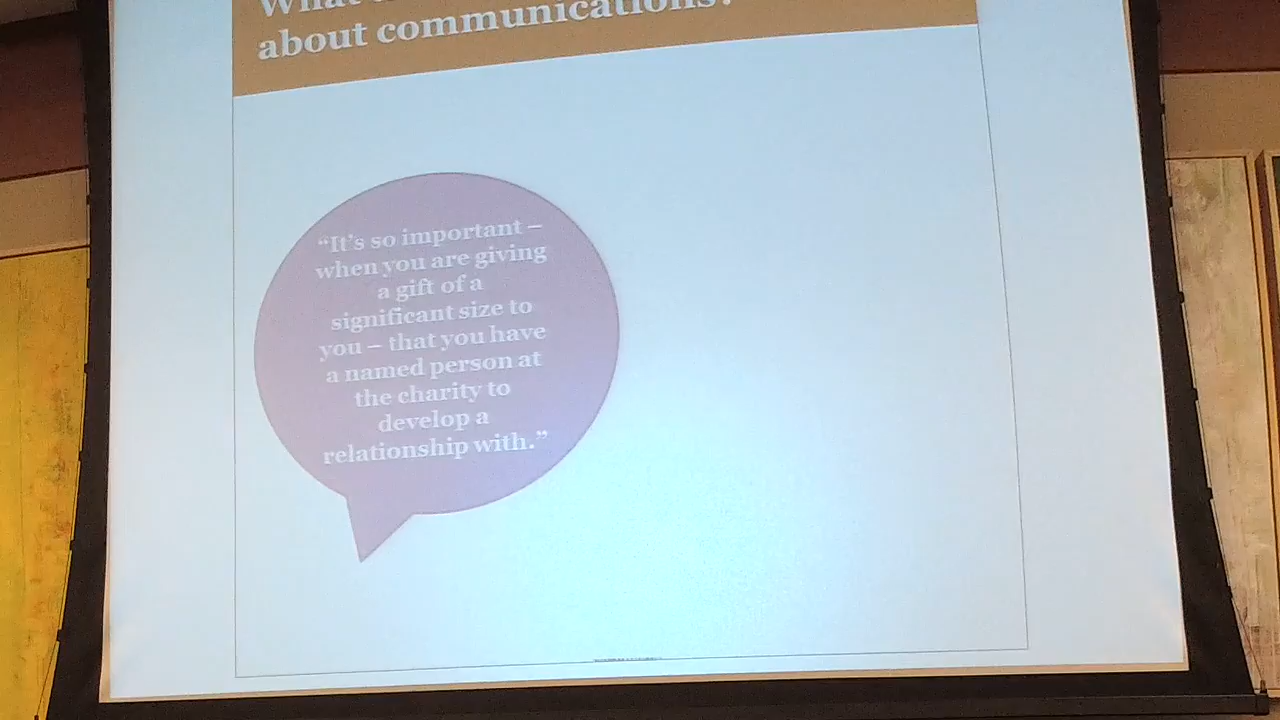 What
about communications?
“It’s so important –
when you are giving
a gift of a
significant size to
you – that you have
a named person at
the charity to
develop a
relationship with.”